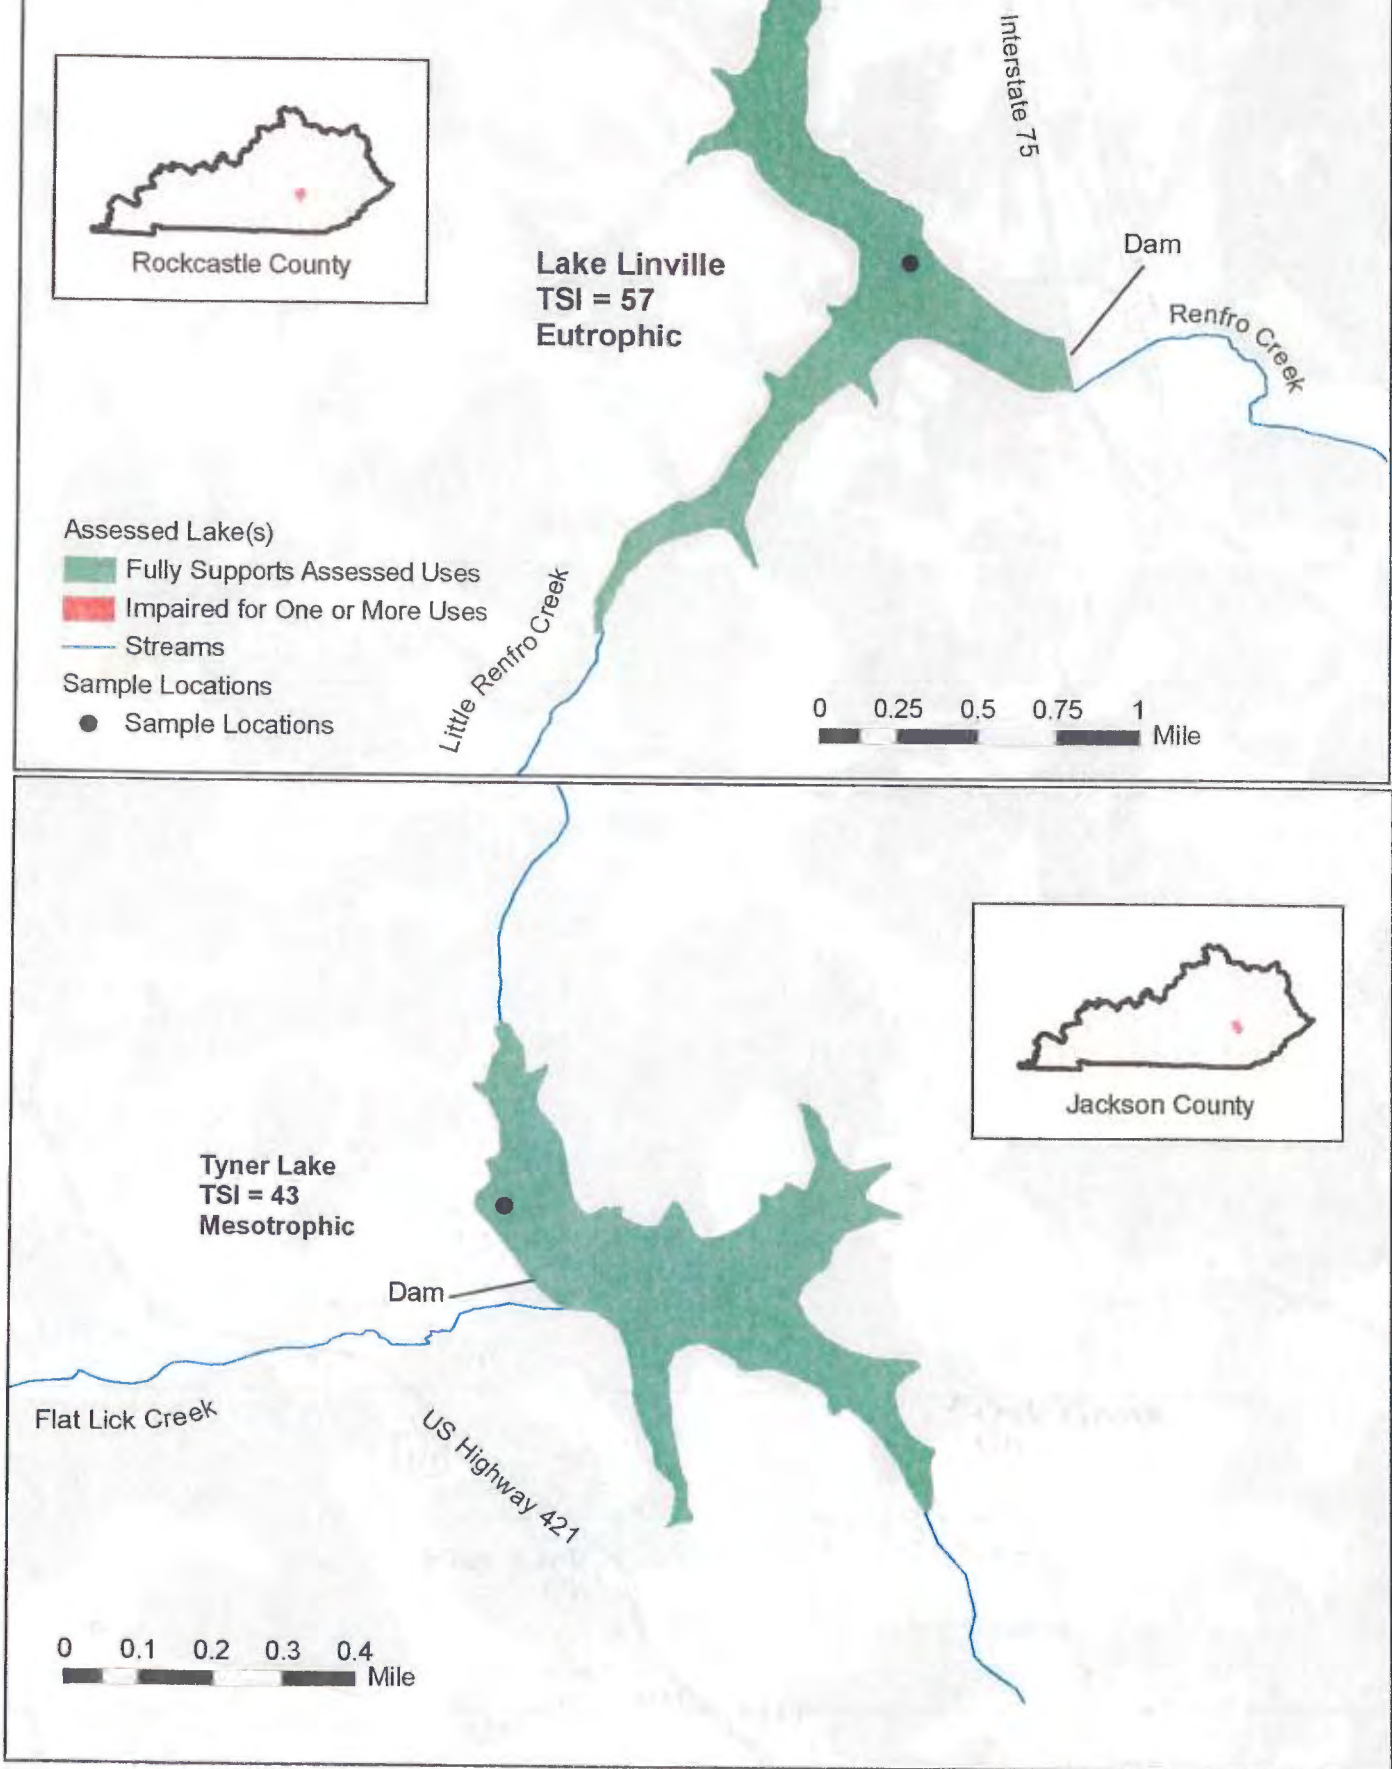 Interstate 75
Rockcastle County
Lake Linville
TSI = 57
Eutrophic
Dam
Renfro Creek
Assessed Lake(s)
Fully Supports Assessed Uses
Impaired for One or More Uses
Streams
Sample Locations
Sample Locations
Little Renfro Creek
0 0.25 0.5 0.75 1
Mile
Jackson County
Tyner Lake
TSI = 43
Mesotrophic
Dam
Flat Lick Creek
US Highway 421
0 0.1 0.2 0.3 0.4
Mile